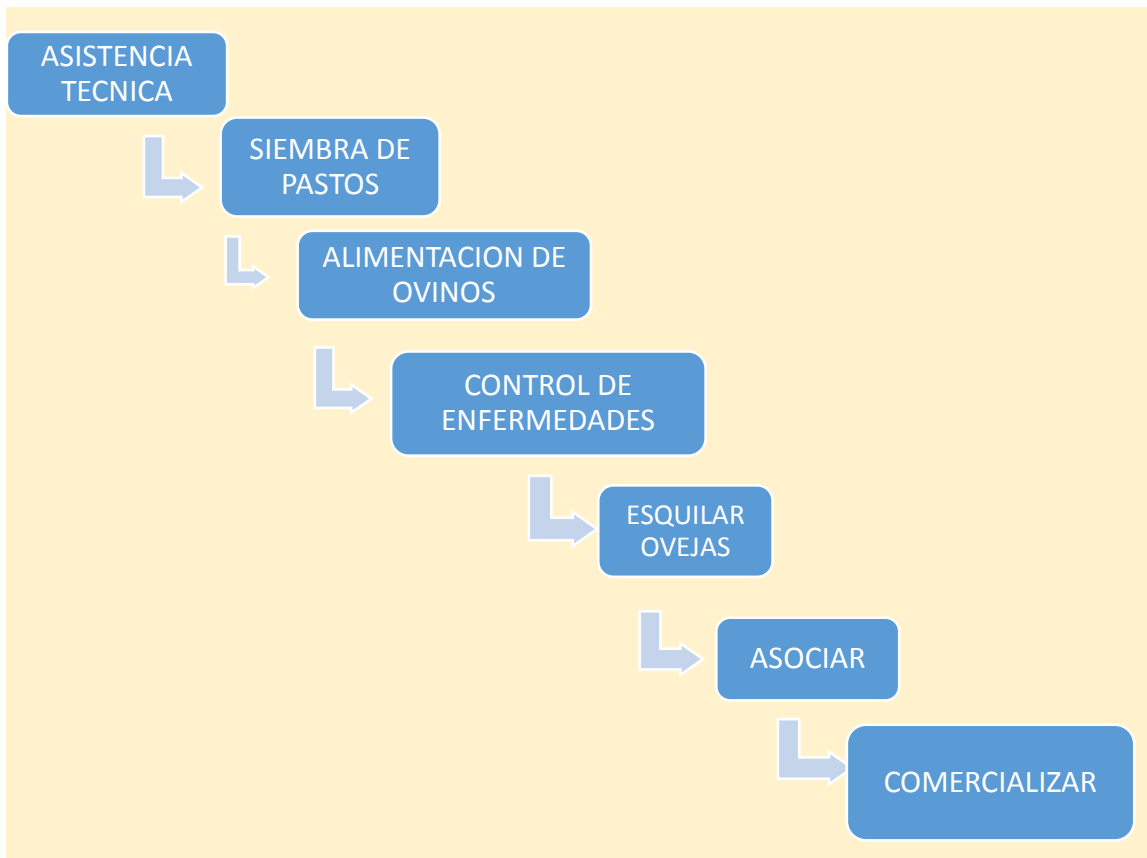 ASISTENCIA
TECNICA
SIEMBRA DE
PASTOS
ALIMENTACION DE
OVINOS
CONTROL DE
ENFERMEDADES
ESQUILAR
OVEJAS
ASOCIAR
COMERCIALIZAR